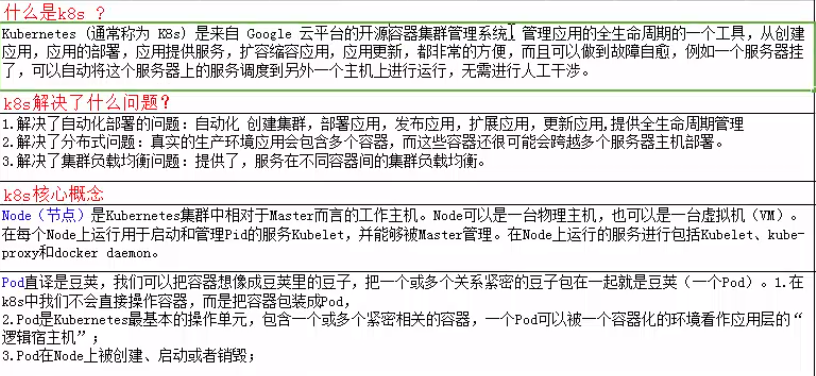 什么是k8s ?
Kubernetes (通常称为 K8s) 是来自 Google 云平台的开源容器集群管理系统 管理应用的全生命周期的一个工具，从创建
应用，应用的部署，应用提供服务，扩容缩容应用，应用更新，都非常的方便，而且可以做到故障自愈，例如一个服务器挂
了，可以自动将这个服务器上的服务调度到另外一个主机上进行运行，无需进行人工干涉。
k8s解决了什么问题？
1.解决了自动化部署的问题：自动化 创建集群，部署应用，发布应用，扩展应用，更新应用,提供全生命周期管理
2.解决了分布式问题：真实的生产环境应用会包含多个容器，而这些容器还很可能会跨越多个服务器主机部署。
3.解决了集群负载均衡问题：提供了，服务在不同容器间的集群负载均衡。
k8s核心概念
Node（节点）是Kubernetes集群中相对于Master而言的工作主机。Node可以是一台物理主机，也可以是一台虚拟机（VM）。
在每个Node上运行用于启动和管理Pid的服务Kubelet，并能够被Master管理。在Node上运行的服务进行包括Kubelet、kube-
proxy和docker daemon。
Pod直译是豆荚，我们可以把容器想像成豆荚里的豆子，把一个或多个关系紧密的豆子包在一起就是豆荚（一个Pod）。1.在
k8s中我们不会直接操作容器，而是把容器包装成Pod，
2.Pod是Kubernetes最基本的操作单元，包含一个或多个紧密相关的容器，一个Pod可以被一个容器化的环境看作应用层的“
逻辑宿主机”；
3.Pod在Node上被创建、启动或者销毁；